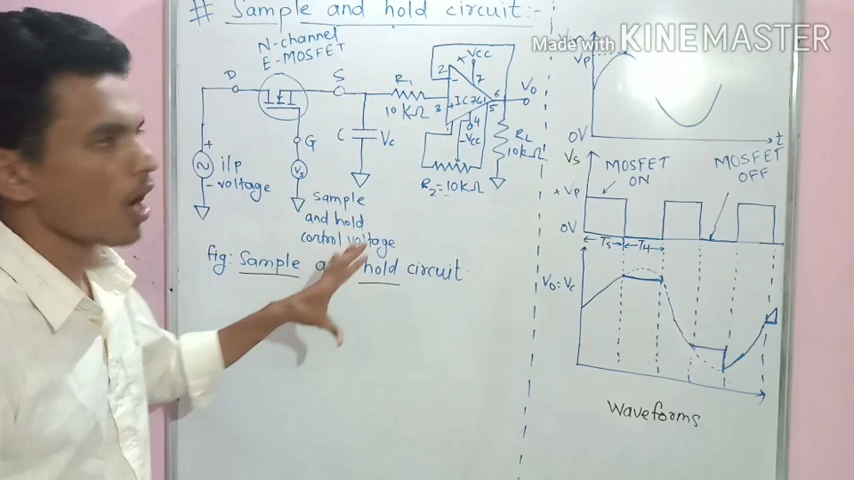 # Sample and hold circuit:-
Made with KINEMASTER
N-channel
E-MOSFET
D
S
G
Vs
+
-
i/p
voltage
R1
10KΩ
C
Vc
2
3
+Vcc
7
6
IC 741
1
4
5
-Vcc
Vo
RL
10KΩ
R2=10KΩ
Sample
and hold
control voltage
fig: Sample and hold circuit
Vp
0V
t
Vs
MOSFET
ON
MOSFET
OFF
+Vp
0V
Ts
TH
Vo=Vc
Waveforms